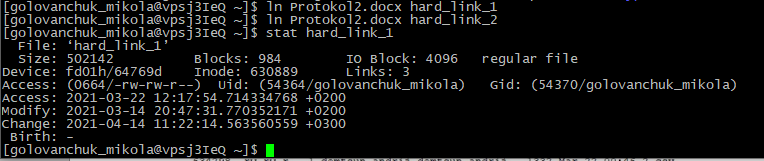 [golovanchuk_mikola@vpsj3IeQ ~]$ ln Protokol2.docx hard_link_1
[golovanchuk_mikola@vpsj3IeQ ~]$ ln Protokol2.docx hard_link_2
[golovanchuk_mikola@vpsj3IeQ ~]$ stat hard_link_1
File: ‘hard_link_1’
Size: 502142 Blocks: 984 IO Block: 4096 regular file
Device: fd01h/64769d Inode: 630889 Links: 3
Access: (0664/-rw-rw-r--) Uid: (54364/golovanchuk_mikola) Gid: (54370/golovanchuk_mikola)
Access: 2021-03-22 12:17:54.714334768 +0200
Modify: 2021-03-14 20:47:31.770352171 +0200
Change: 2021-04-14 11:22:14.563560559 +0300
Birth: -
[golovanchuk_mikola@vpsj3IeQ ~]$